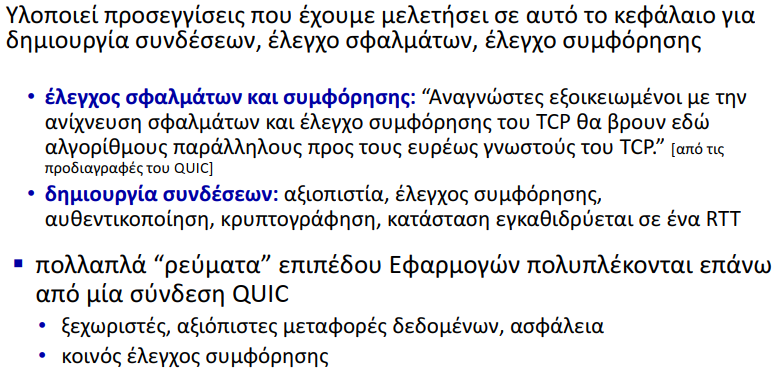 Υλοποιεί προσεγγίσεις που έχουμε μελετήσει σε αυτό το κεφάλαιο για
δημιουργία συνδέσεων, έλεγχο σφαλμάτων, έλεγχο συμφόρησης
• έλεγχος σφαλμάτων και συμφόρησης: “Αναγνώστες εξοικειωμένοι με την
ανίχνευση σφαλμάτων και έλεγχο συμφόρησης του TCP θα βρουν εδώ
αλγορίθμους παράλληλους προς τους ευρέως γνωστούς του TCP.” [από τις
προδιαγραφές του QUIC]
• δημιουργία συνδέσεων: αξιοπιστία, έλεγχος συμφόρησης,
αυθεντικοποίηση, κρυπτογράφηση, κατάσταση εγκαθιδρύεται σε ένα RTT
▪ πολλαπλά “ρεύματα” επιπέδου Εφαρμογών πολυπλέκονται επάνω
από μία σύνδεση QUIC
• ξεχωριστές, αξιόπιστες μεταφορές δεδομένων, ασφάλεια
• κοινός έλεγχος συμφόρησης